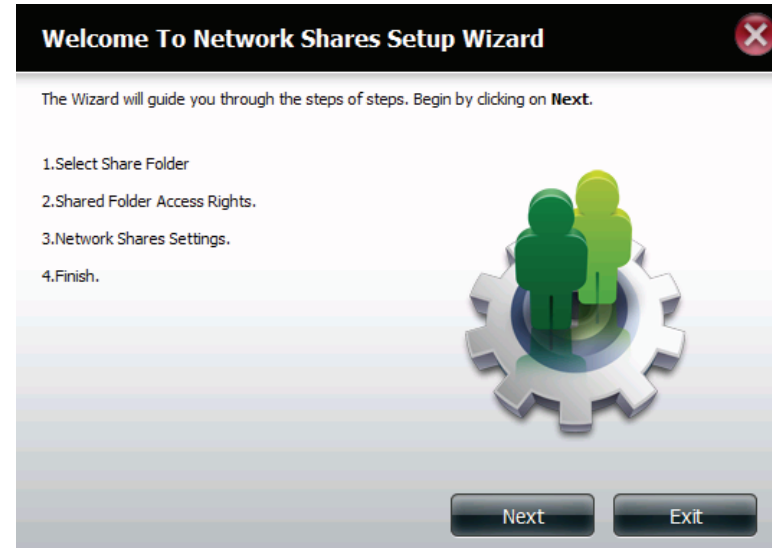 Welcome To Network Shares Setup Wizard
The Wizard will guide you through the steps of steps. Begin by clicking on Next.
1.Select Share Folder
2.Shared Folder Access Rights.
3.Network Shares Settings.
4.Finish.
Next
Exit